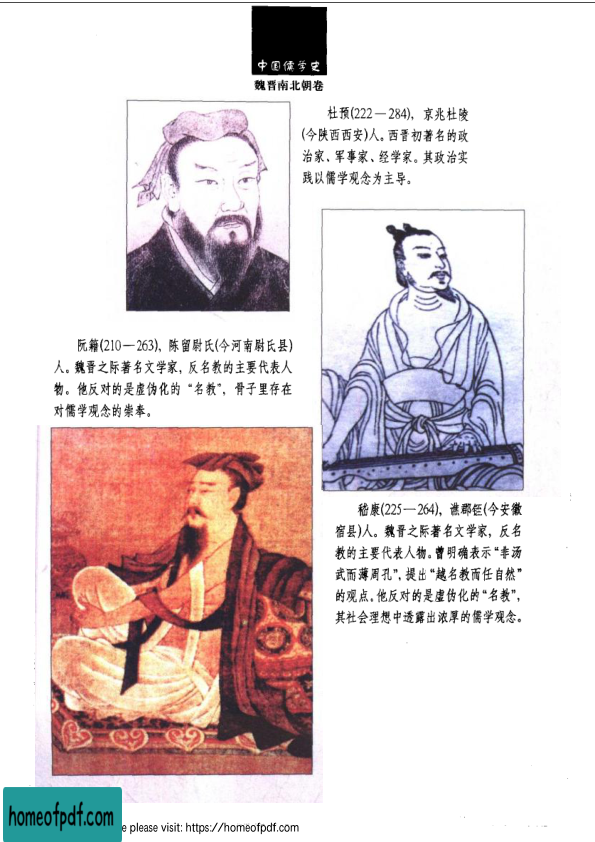 中国儒学史
魏晋南北朝卷
杜预(222—284)，京兆杜陵
(今陕西西安)人。西晋初著名的政
治家、军事家、经学家。其政治实
践以儒学观念为主导。
阮籍(210—263)，陈留尉氏(今河南尉氏县)
人。魏晋之际著名文学家，反名教的主要代表人
物。他反对的是虚伪化的“名教”，骨子里存在
对儒学观念的崇奉。
嵇康(225—264)，谯郡铚(今安徽
宿县)人。魏晋之际著名文学家，反名
教的主要代表人物。曾明确表示“非汤
武而薄周孔”，提出“越名教而任自然”
的观点。他反对的是虚伪化的“名教”，
其社会理想中透露出浓厚的儒学观念。
homeofpdf.com
e please visit: https://homeofpdf.com